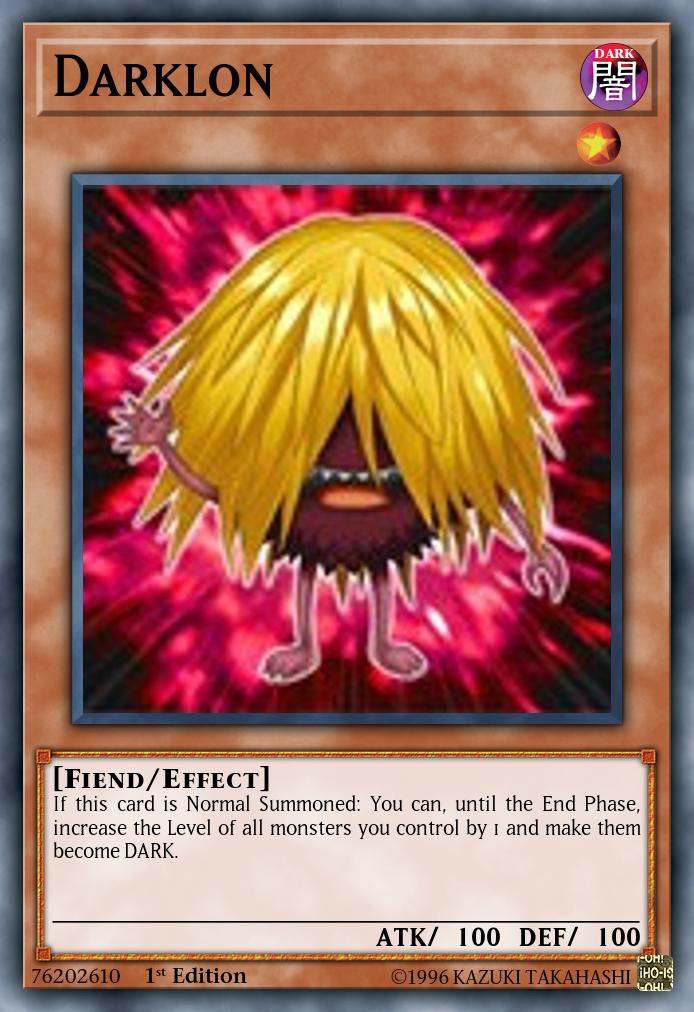 Darklon
DARK
闇
[Fiend/Effect]
If this card is Normal Summoned: You can, until the End Phase,
increase the Level of all monsters you control by 1 and make them
become DARK.
ATK/ 100 DEF/ 100
76202610 1st Edition ©1996 KAZUKI TAKAHASHI